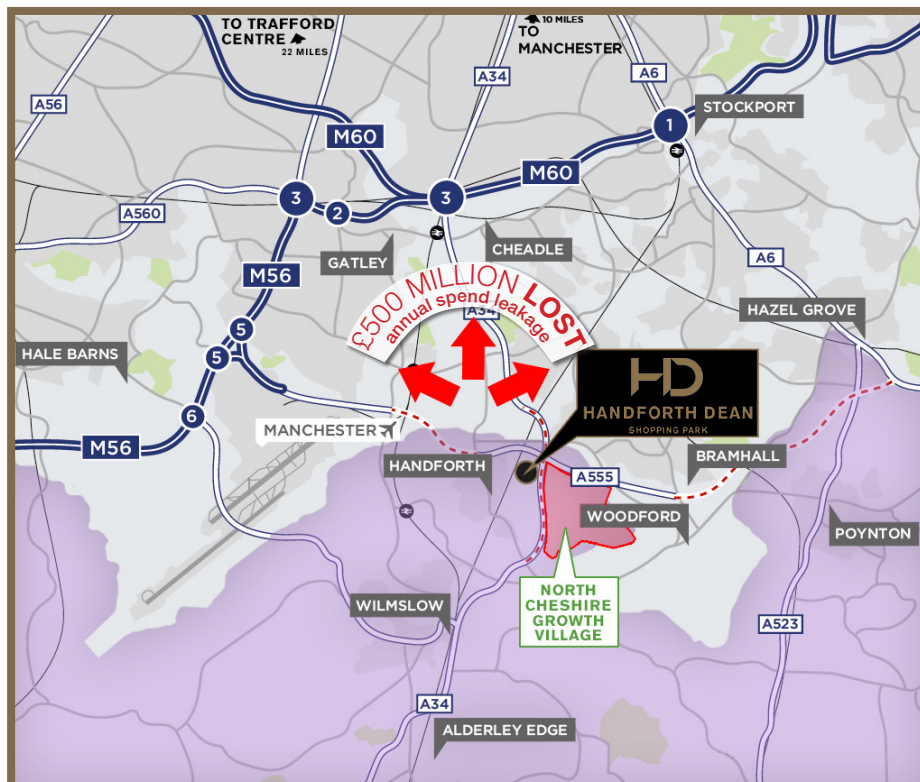 TO TRAFFORD
CENTRE
22 MILES
10 MILES
TO
MANCHESTER
A34
A6
A56
STOCKPORT
1
M60
M60
3
2
3
A560
GATLEY
CHEADLE
M56
A6
£500 MILLION LOST
annual spend leakage
A34
HAZEL GROVE
5
5
HALE BARNS
HD
HANDFORTH DEAN
SHOPPING PARK
6
MANCHESTER
M56
HANDFORTH
BRAMHALL
A555
WOODFORD
POYNTON
NORTH
CHESHIRE
GROWTH
VILLAGE
WILMSLOW
A523
A34
ALDERLEY EDGE